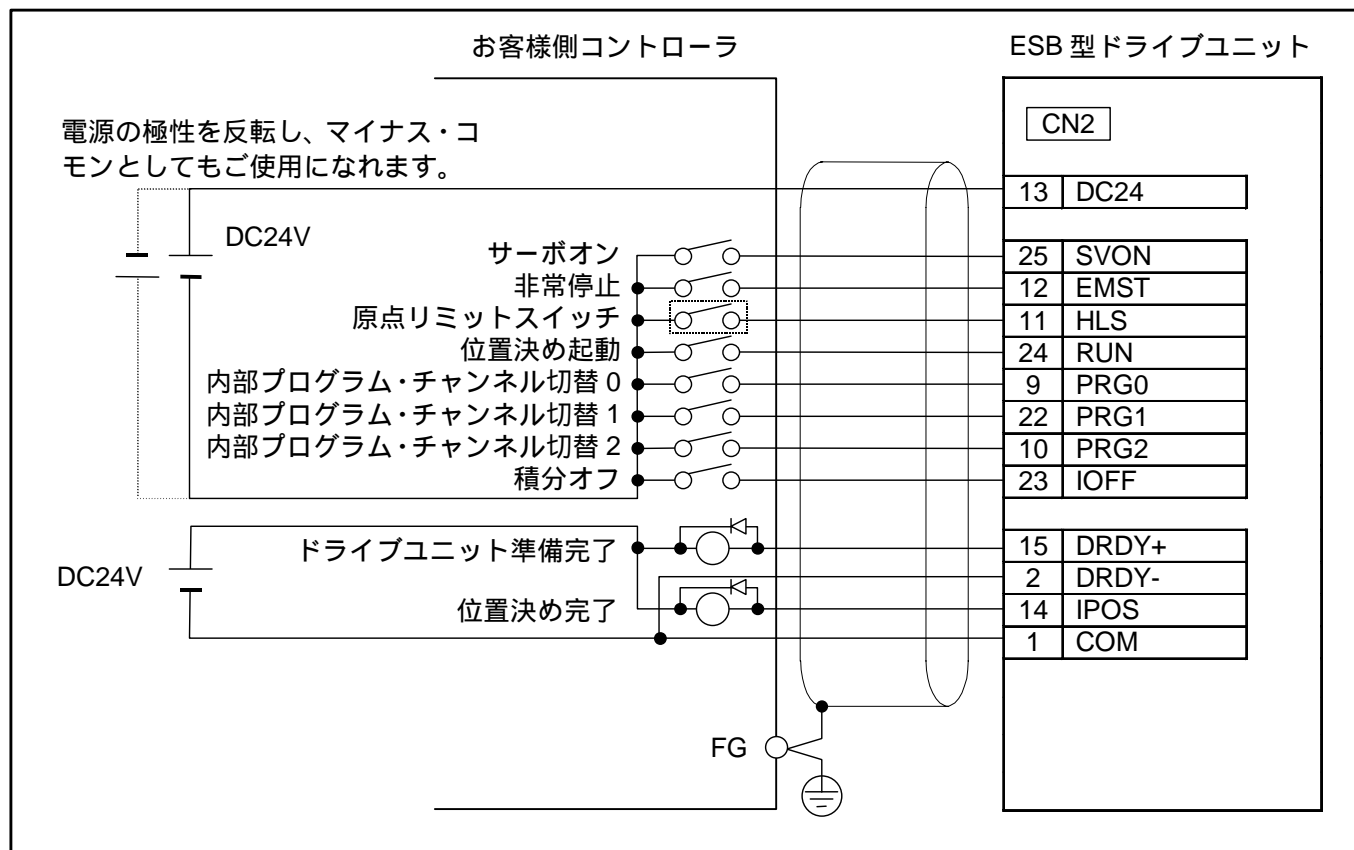 お客様側コントローラ
ESB 型ドライブユニット
CN2
電源の極性を反転し、マイナス・コ
モンとしてもご使用になれます。
13 DC24
DC24V
サーボオン 25 SVON
非常停止 12 EMST
原点リミットスイッチ 11 HLS
位置決め起動 24 RUN
内部プログラム・チャンネル切替 0 9 PRG0
内部プログラム・チャンネル切替 1 22 PRG1
内部プログラム・チャンネル切替 2 10 PRG2
積分オフ 23 IOFF
ドライブユニット準備完了 15 DRDY+
DC24V
2 DRDY-
位置決め完了 14 IPOS
1 COM
FG